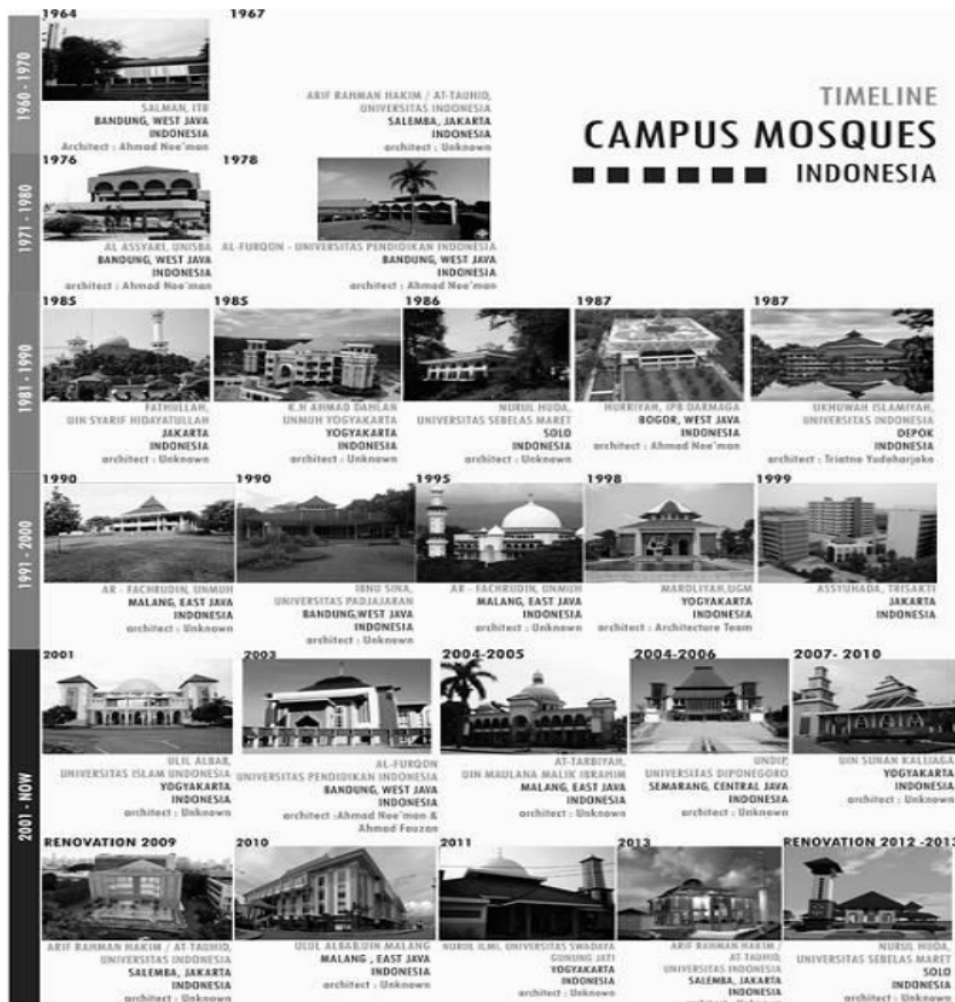 TIMELINE
CAMPUS MOSQUES
INDONESIA
1960 - 1970
1964
SALMAN, ITB
BANDUNG, WEST JAVA
INDONESIA
Architect : Ahmad Noe'man
1967
ARIF RAHMAN HAKIM / AT-TAUHID,
UNIVERSITAS INDONESIA
SALEMBA, JAKARTA
INDONESIA
architect : Unknown
1971 - 1980
1976
AL ASSYARI, UNISBA
BANDUNG, WEST JAVA
INDONESIA
architect : Ahmad Noe'man
1978
AL-FURQON - UNIVERSITAS PENDIDIKAN INDONESIA
BANDUNG, WEST JAVA
INDONESIA
architect : Ahmad Noe'man
1981 - 1990
1985
FATHULLAH,
UIN SYARIF HIDAYATULLAH
JAKARTA
INDONESIA
architect : Unknown
1985
K.H AHMAD DAHLAN
UNMUH YOGYAKARTA
YOGYAKARTA
INDONESIA
architect : Unknown
1986
NURUL HUDA,
UNIVERSITAS SEBELAS MARET
SOLO
INDONESIA
architect : Unknown
1987
HURRIYAH, IPB DARMAGA
BOGOR, WEST JAVA
INDONESIA
architect : Ahmad Noe'man
1987
UKHUWAH ISLAMIYAH,
UNIVERSITAS INDONESIA
DEPOK
INDONESIA
architect : Triatno Yudoharjoko
1991 - 2000
1990
AR - FACHRUDIN, UNMUH
MALANG, EAST JAVA
INDONESIA
architect : Unknown
1990
IBNU SINA,
UNIVERSITAS PADJAJARAN
BANDUNG,WEST JAVA
INDONESIA
architect : Unknown
1995
AR - FACHRUDIN, UNMUH
MALANG, EAST JAVA
INDONESIA
architect : Unknown
1998
MARDLIYAH,UGM
YOGYAKARTA
INDONESIA
architect : Architecture Team
1999
ASSYUHADA, TRISAKTI
JAKARTA
INDONESIA
2001 - NOW
2001
ULIL ALBAB,
UNIVERSITAS ISLAM UNDONESIA
YOGYAKARTA
INDONESIA
architect : Unknown
2003
AL-FURQON
UNIVERSITAS PENDIDIKAN INDONESIA
BANDUNG, WEST JAVA
INDONESIA
architect :Ahmad Noe'man &
Ahmad Fauzan
2004-2005
AT-TARBIYAH,
UIN MAULANA MALIK IBRAHIM
MALANG, EAST JAVA
INDONESIA
architect : Unknown
2004-2006
UNDIP,
UNIVERSITAS DIPONEGORO
SEMARANG, CENTRAL JAVA
INDONESIA
architect : Unknown
2007- 2010
UIN SUNAN KALIJAGA
YOGYAKARTA
INDONESIA
architect : Unknown
RENOVATION 2009
ARIF RAHMAN HAKIM / AT-TAUHID,
UNIVERSITAS INDONESIA
SALEMBA, JAKARTA
INDONESIA
architect : Unknown
2010
ULUL ALBAB,UIN MALANG
MALANG , EAST JAVA
INDONESIA
architect : Unknown
2011
NURUL ILMI, UNIVERSITAS SWADAYA
GUNUNG JATI
YOGYAKARTA
INDONESIA
architect : Unknown
2013
ARIF RAHMAN HAKIM /
AT-TAUHID,
UNIVERSITAS INDONESIA
SALEMBA, JAKARTA
INDONESIA
architect : Unknown
RENOVATION 2012 -2013
NURUL HUDA,
UNIVERSITAS SEBELAS MARET
SOLO
INDONESIA
architect : Unknown